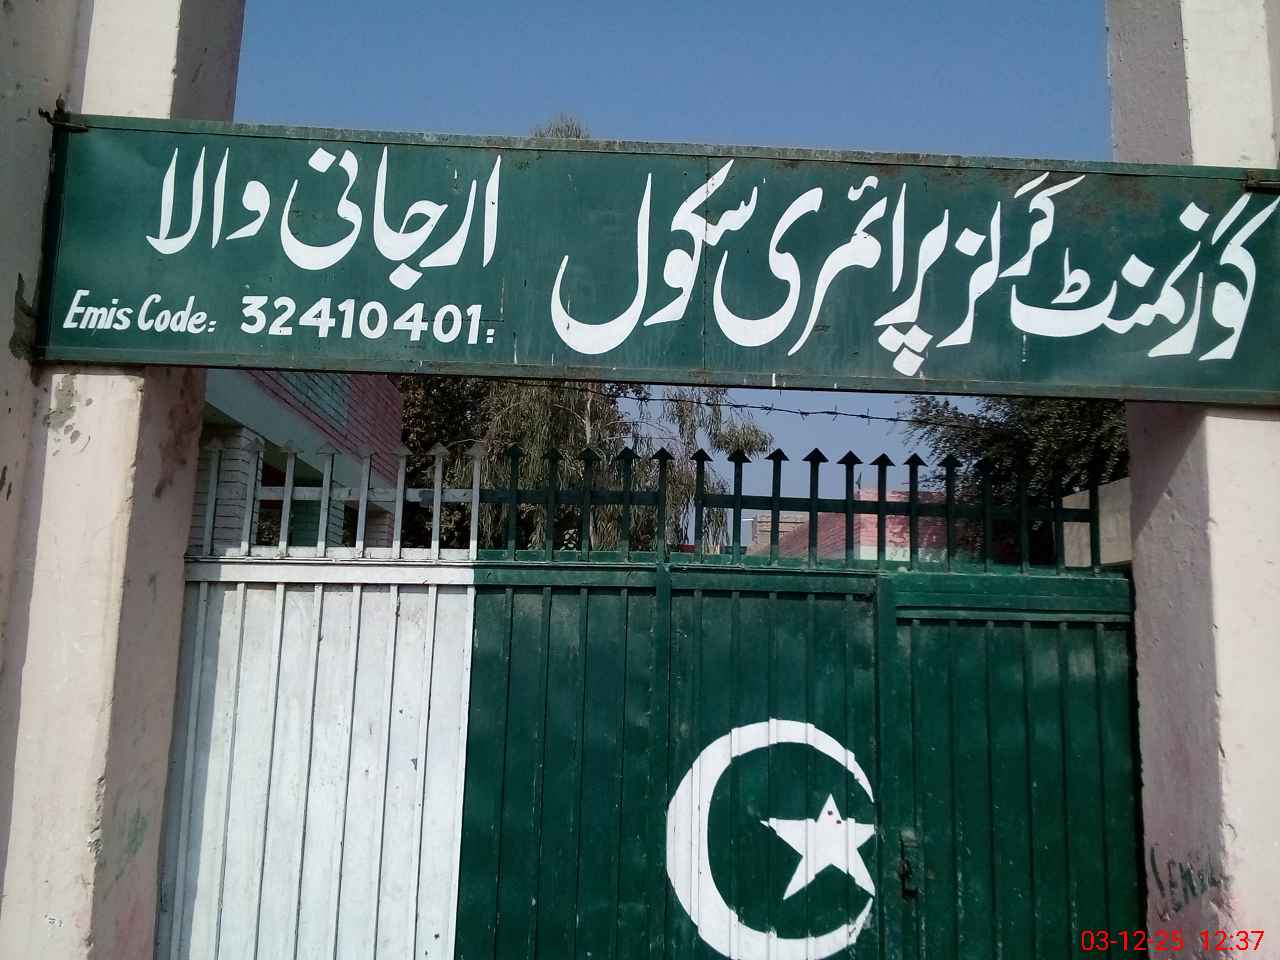 گورنمنٹ گرلز پرائمری سکول ارجانی والا
Emis Code: 32410401:
03-12-25 12:37